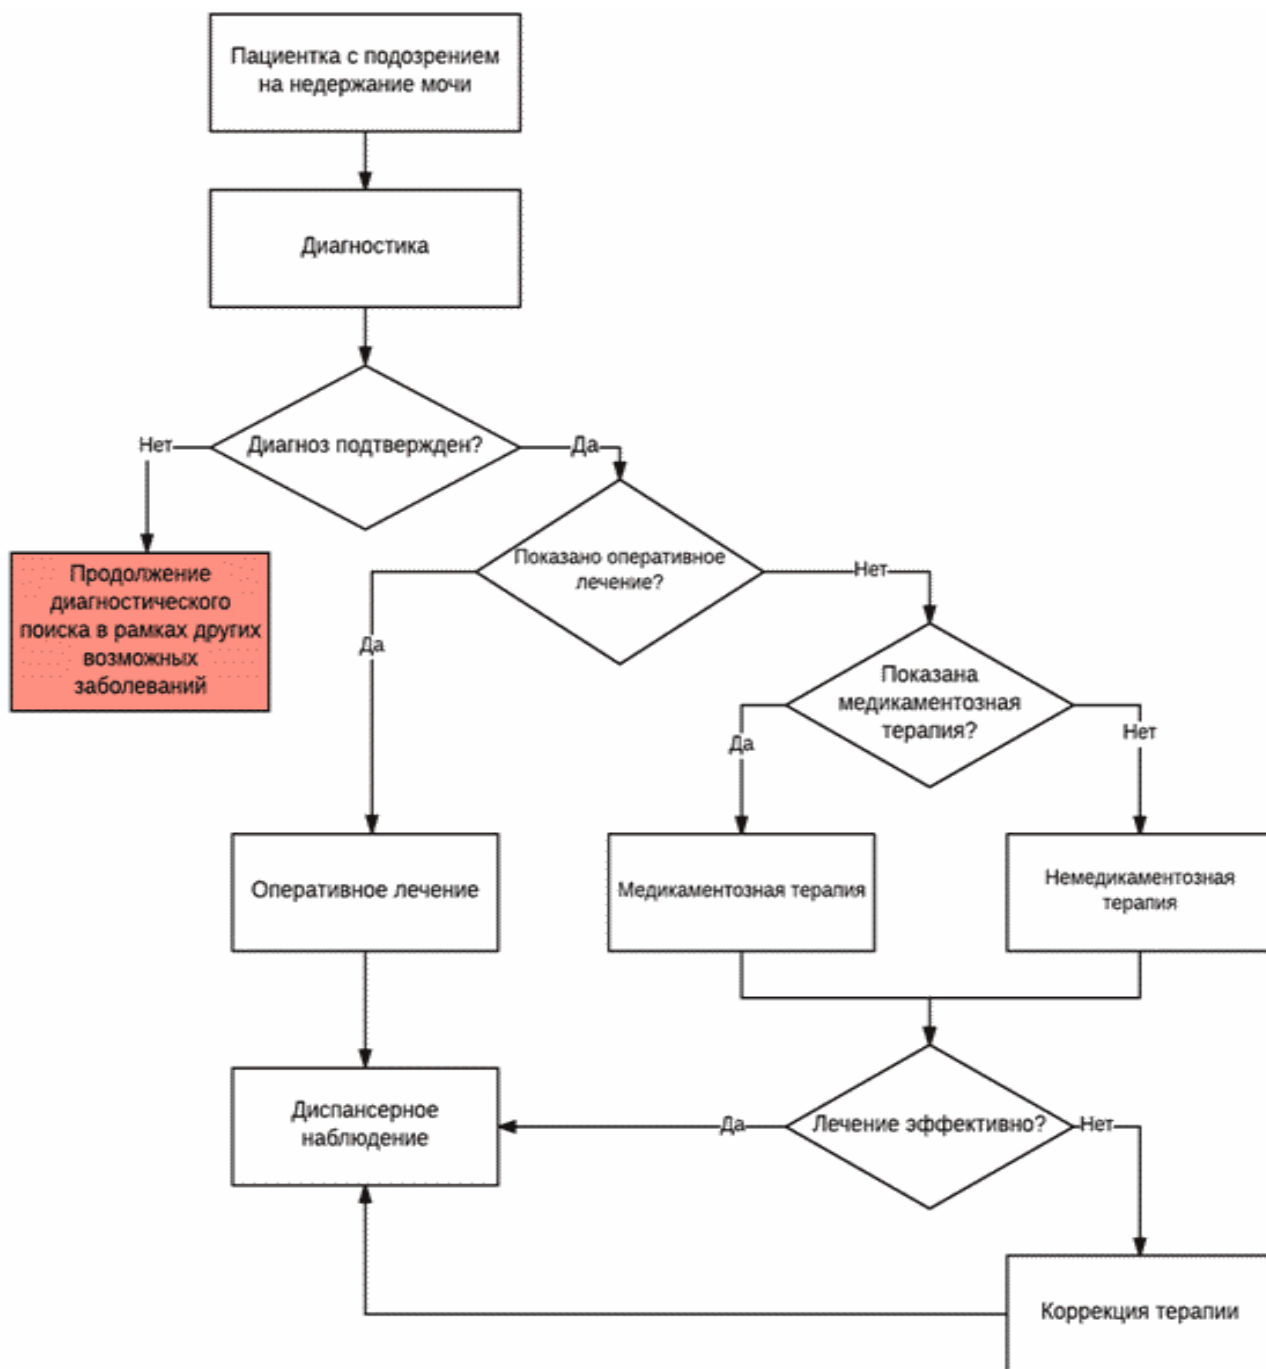 Пациентка с подозрением
на недержание мочи
Диагностика
Диагноз подтвержден?
Нет
Да
Продолжение
диагностического
поиска в рамках других
возможных
заболеваний
Показано оперативное
лечение?
Да
Нет
Показана
медикаментозная
терапия?
Да
Нет
Оперативное лечение
Медикаментозная терапия
Немедикаментозная
терапия
Диспансерное
наблюдение
Лечение эффективно?
Да
Нет
Коррекция терапии